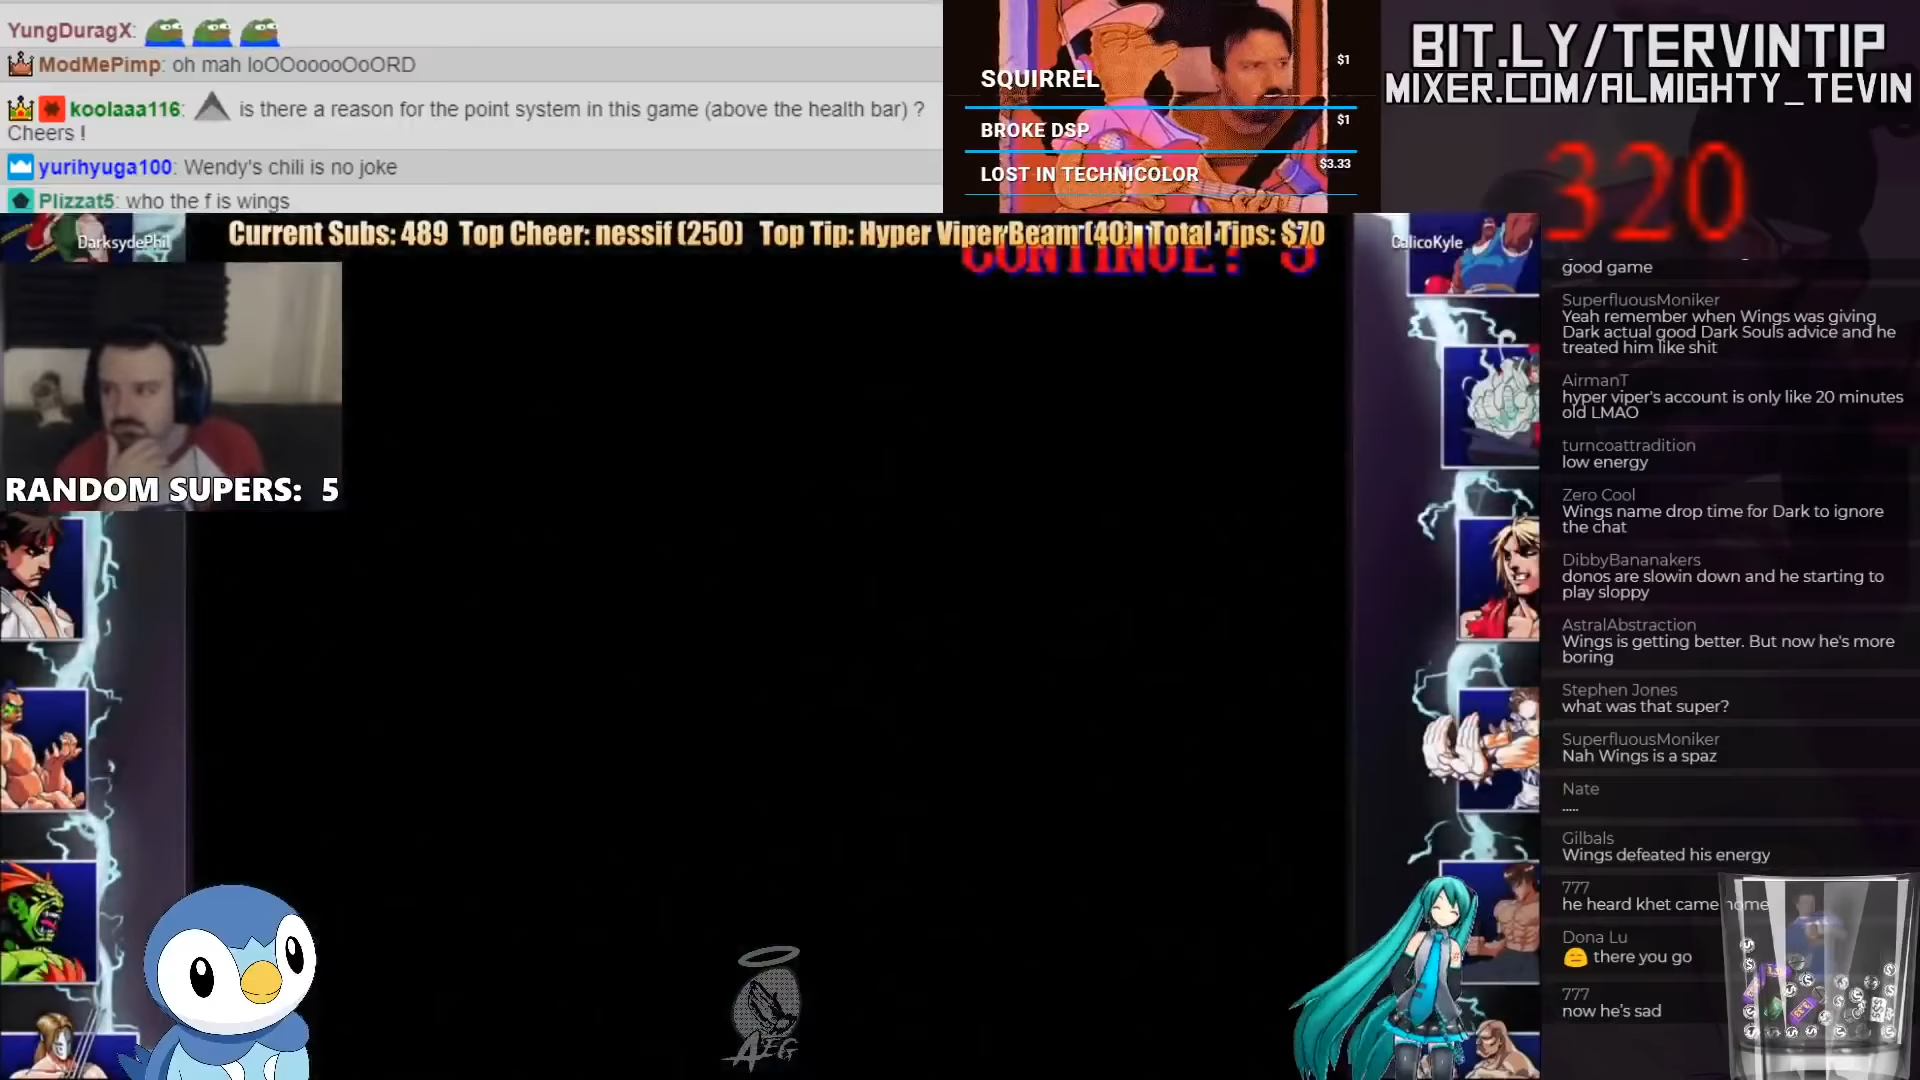 YungDuragX:
ModMePimp: oh mah loOOooooOoORD
koolaaa116: is there a reason for the point system in this game (above the health bar) ?
Cheers !
yurihyuga100: Wendy's chili is no joke
Plizzat5: who the f is wings
SQUIRREL $1
BROKE DSP $1
LOST IN TECHNICOLOR $3.33
BIT.LY/TERVINTIP
MIXER.COM/ALMIGHTY_TEVIN
320
DarksydePhil
Current Subs: 489 Top Cheer: nessif (250) Top Tip: Hyper ViperBeam (40) Total Tips: $70
CalicoKyle
CONTINUE?
RANDOM SUPERS: 5
good game
SuperfluousMoniker
Yeah remember when Wings was giving
Dark actual good Dark Souls advice and he
treated him like shit
AirmanT
hyper viper's account is only like 20 minutes
old LMAO
turncoattradition
low energy
Zero Cool
Wings name drop time for Dark to ignore
the chat
DibbyBananakers
donos are slowin down and he starting to
play sloppy
AstralAbstraction
Wings is getting better. But now he's more
boring
Stephen Jones
what was that super?
SuperfluousMoniker
Nah Wings is a spaz
Nate
.....
Gilbals
Wings defeated his energy
777
he heard khet came home
Dona Lu
there you go
777
now he's sad
AEG